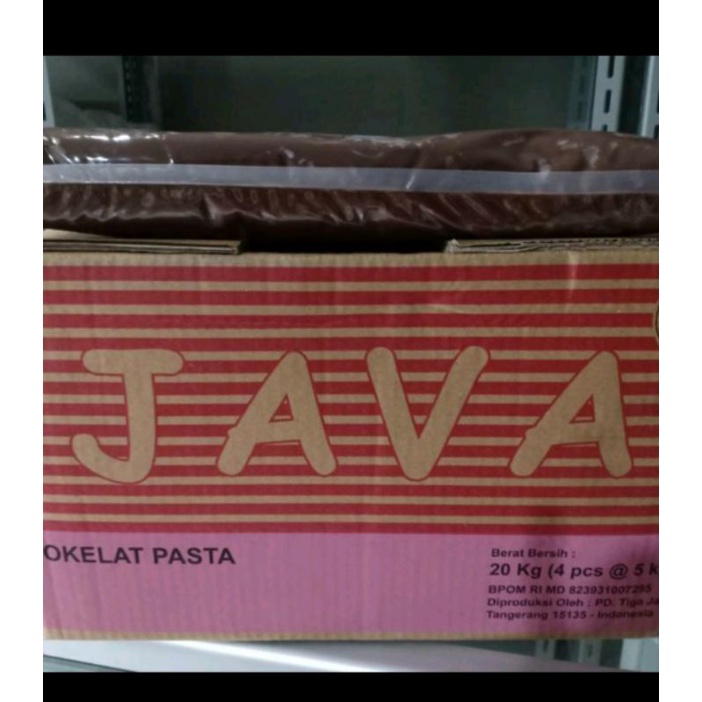 JAVA
OKELAT PASTA
Berat Bersih :
20 Kg (4 pcs @ 5 k
BPOM RI MD 823931007295
Diproduksi Oleh : PD. Tiga Ja
Tangerang 15135 - Indonesia